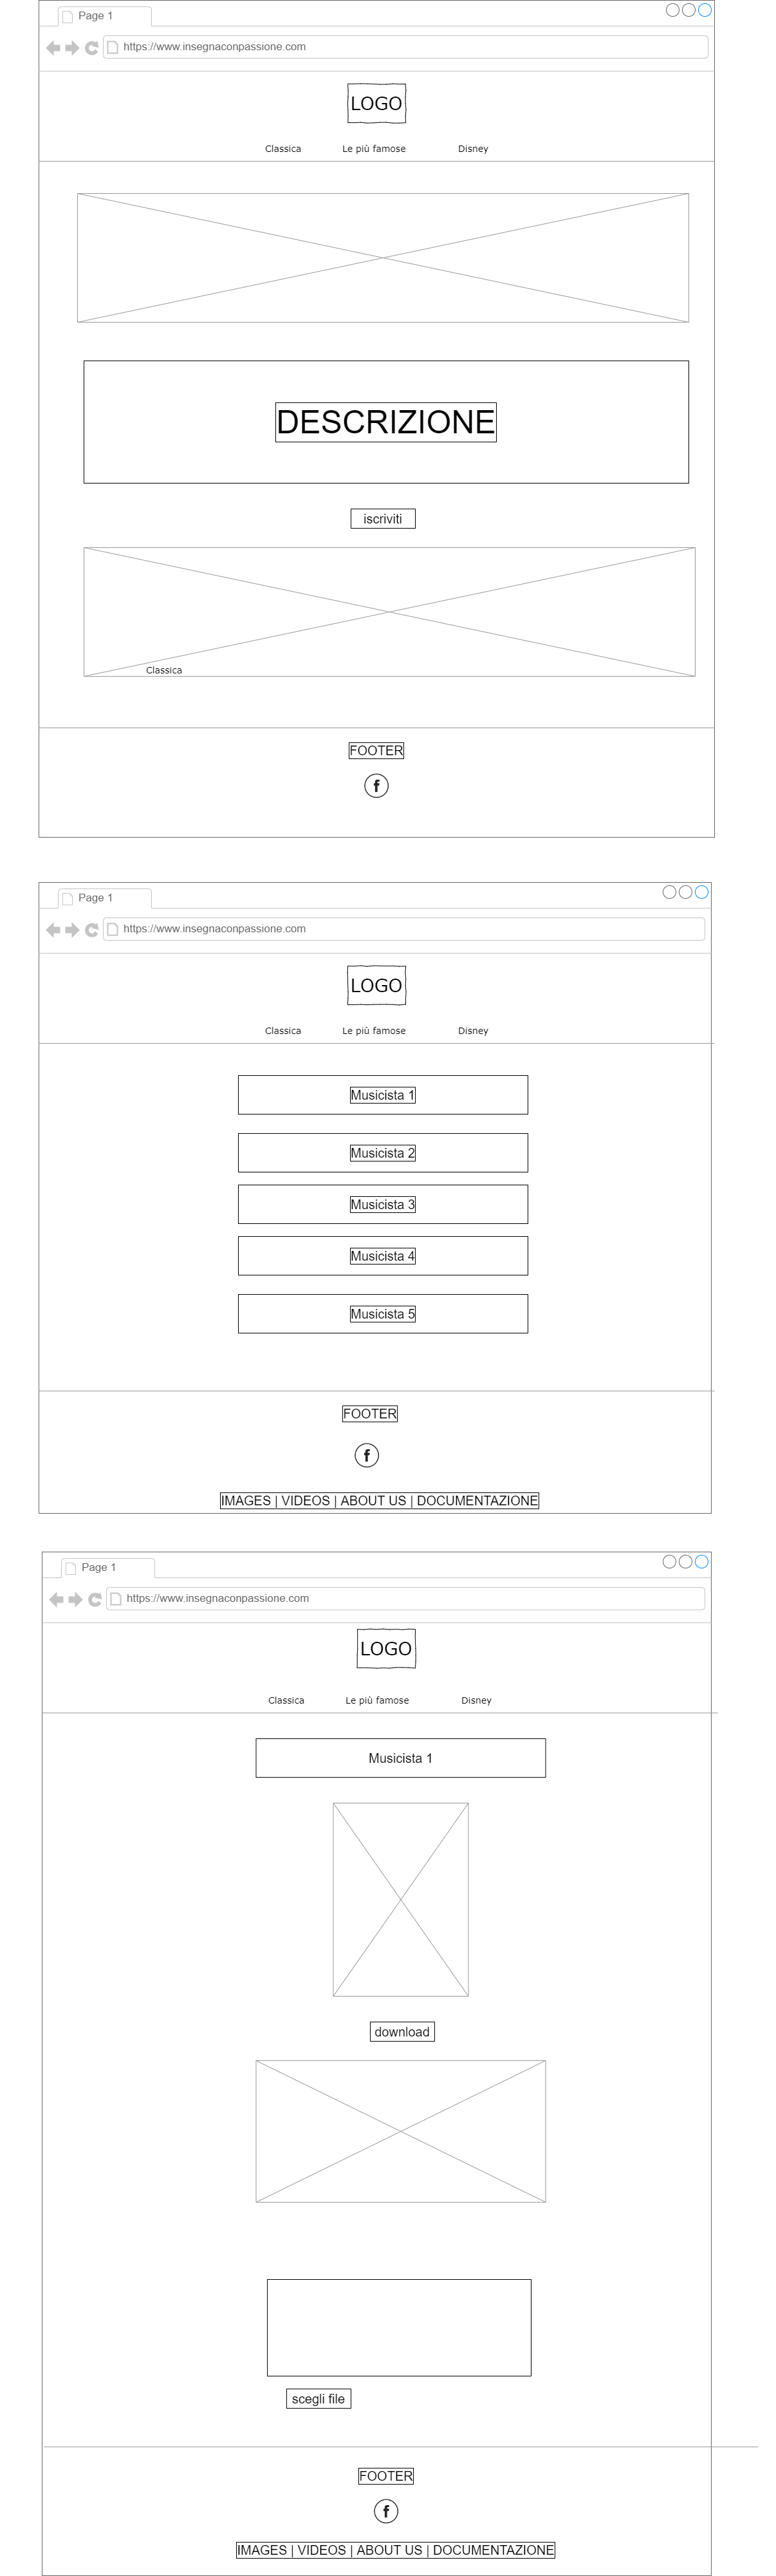 Page 1
https://www.insegnaconpassione.com
LOGO
Classica Le più famose Disney
DESCRIZIONE
iscriviti
Classica
FOOTER
Page 1
https://www.insegnaconpassione.com
LOGO
Classica Le più famose Disney
Musicista 1
Musicista 2
Musicista 3
Musicista 4
Musicista 5
FOOTER
IMAGES | VIDEOS | ABOUT US | DOCUMENTAZIONE
Page 1
https://www.insegnaconpassione.com
LOGO
Classica Le più famose Disney
Musicista 1
download
scegli file
FOOTER
IMAGES | VIDEOS | ABOUT US | DOCUMENTAZIONE